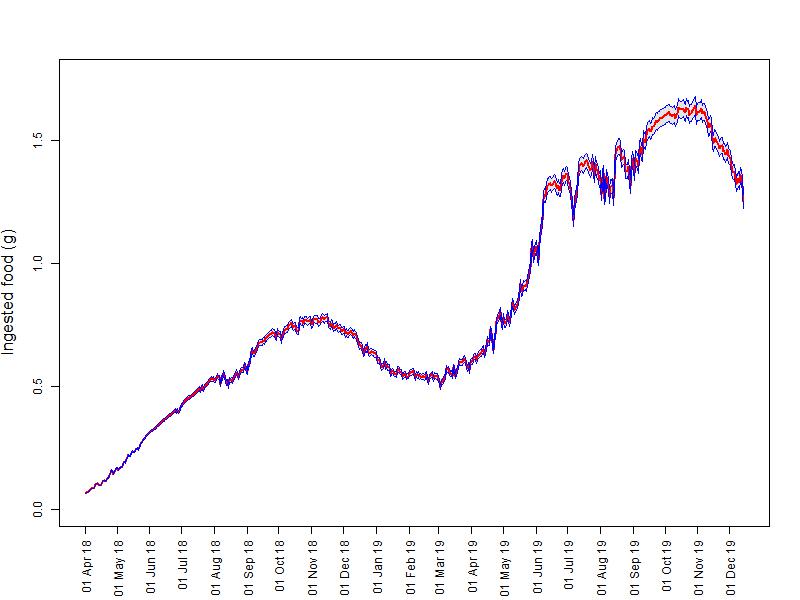 Ingested food (g)
1.5
1.0
0.5
0.0
01 Apr 18
01 May 18
01 Jun 18
01 Jul 18
01 Aug 18
01 Sep 18
01 Oct 18
01 Nov 18
01 Dec 18
01 Jan 19
01 Feb 19
01 Mar 19
01 Apr 19
01 May 19
01 Jun 19
01 Jul 19
01 Aug 19
01 Sep 19
01 Oct 19
01 Nov 19
01 Dec 19